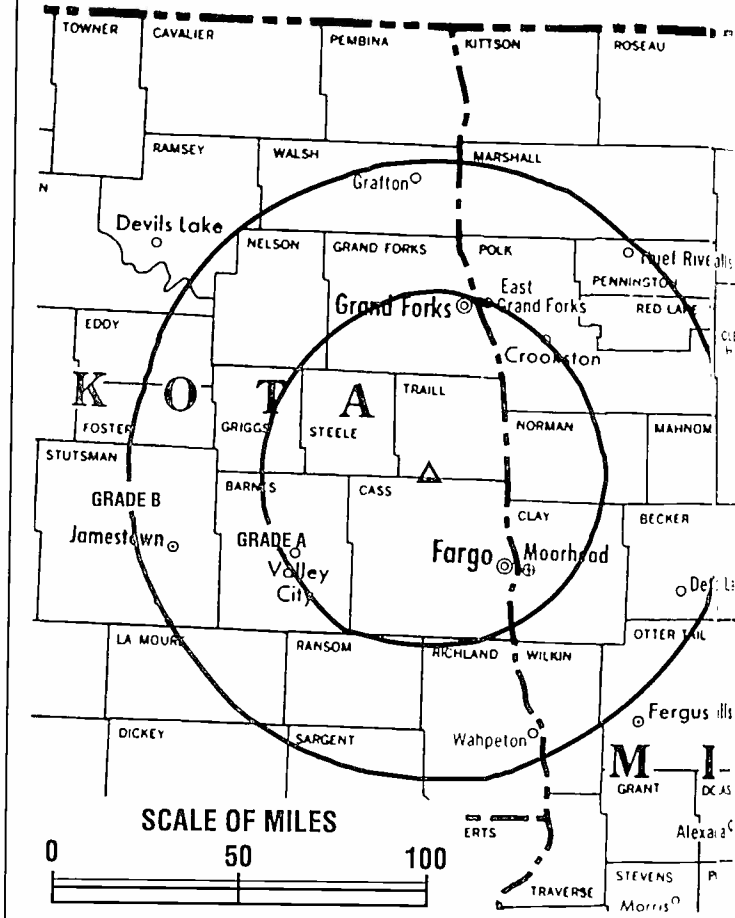 TOWNER
CAVALIER
PEMBINA
KITTSON
ROSEAU
RAMSEY
WALSH
MARSHALL
Grafton
N
Devils Lake
NELSON
GRAND FORKS
POLK
PENNINGTON
RED LAKE
East
Grand Forks
Grand Forks
EDDY
Crookston
K O T A
TRAILL
FOSTER
GRIGGS
STEELE
NORMAN
MAHNOM
STUTSMAN
BARNES
CASS
GRADE B
CLAY
BECKER
Jamestown
GRADE A
Valley
City
Fargo
Moorhead
OTTER TAIL
LA MOURE
RANSOM
RICHLAND
WILKIN
Fergus
DICKEY
SARGENT
Wahpeton
M I
GRANT
SCALE OF MILES
0 50 100
ERTS
TRAVERSE
STEVENS
Morris